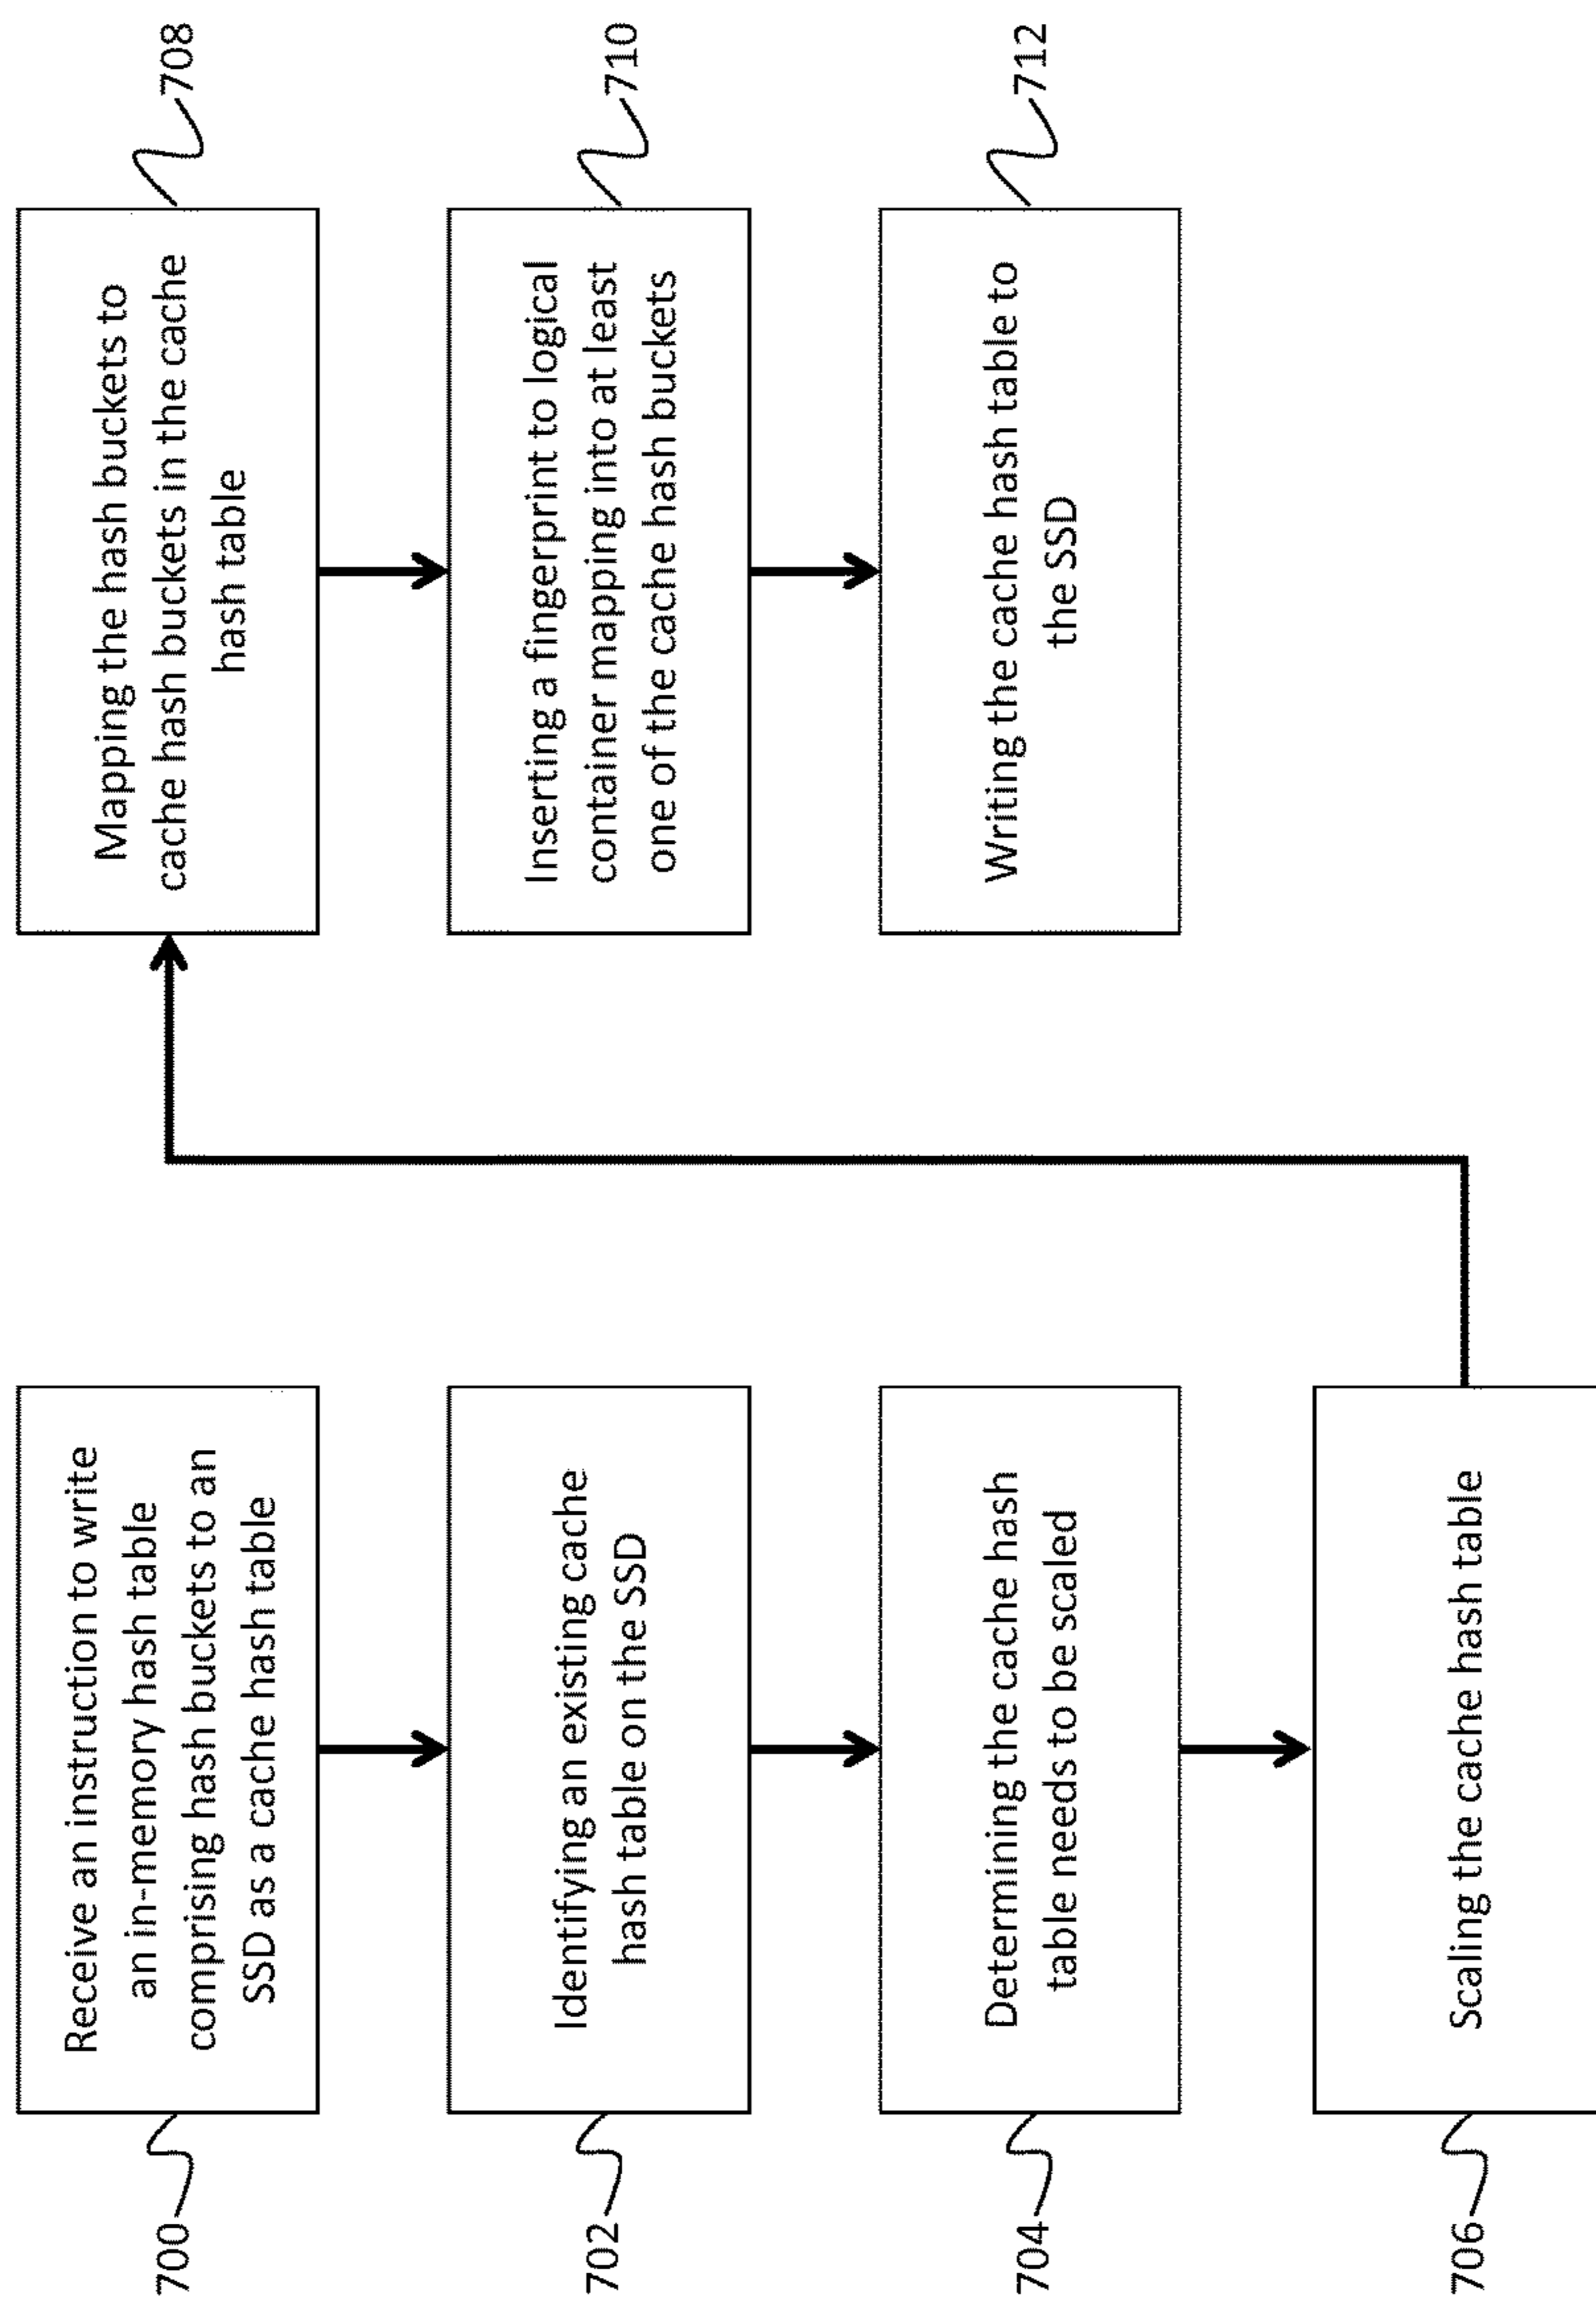 700
Receive an instruction to write
an in-memory hash table
comprising hash buckets to an
SSD as a cache hash table
702
Identifying an existing cache
hash table on the SSD
704
Determining the cache hash
table needs to be scaled
706
Scaling the cache hash table
Mapping the hash buckets to
cache hash buckets in the cache
hash table
708
Inserting a fingerprint to logical
container mapping into at least
one of the cache hash buckets
710
Writing the cache hash table to
the SSD
712